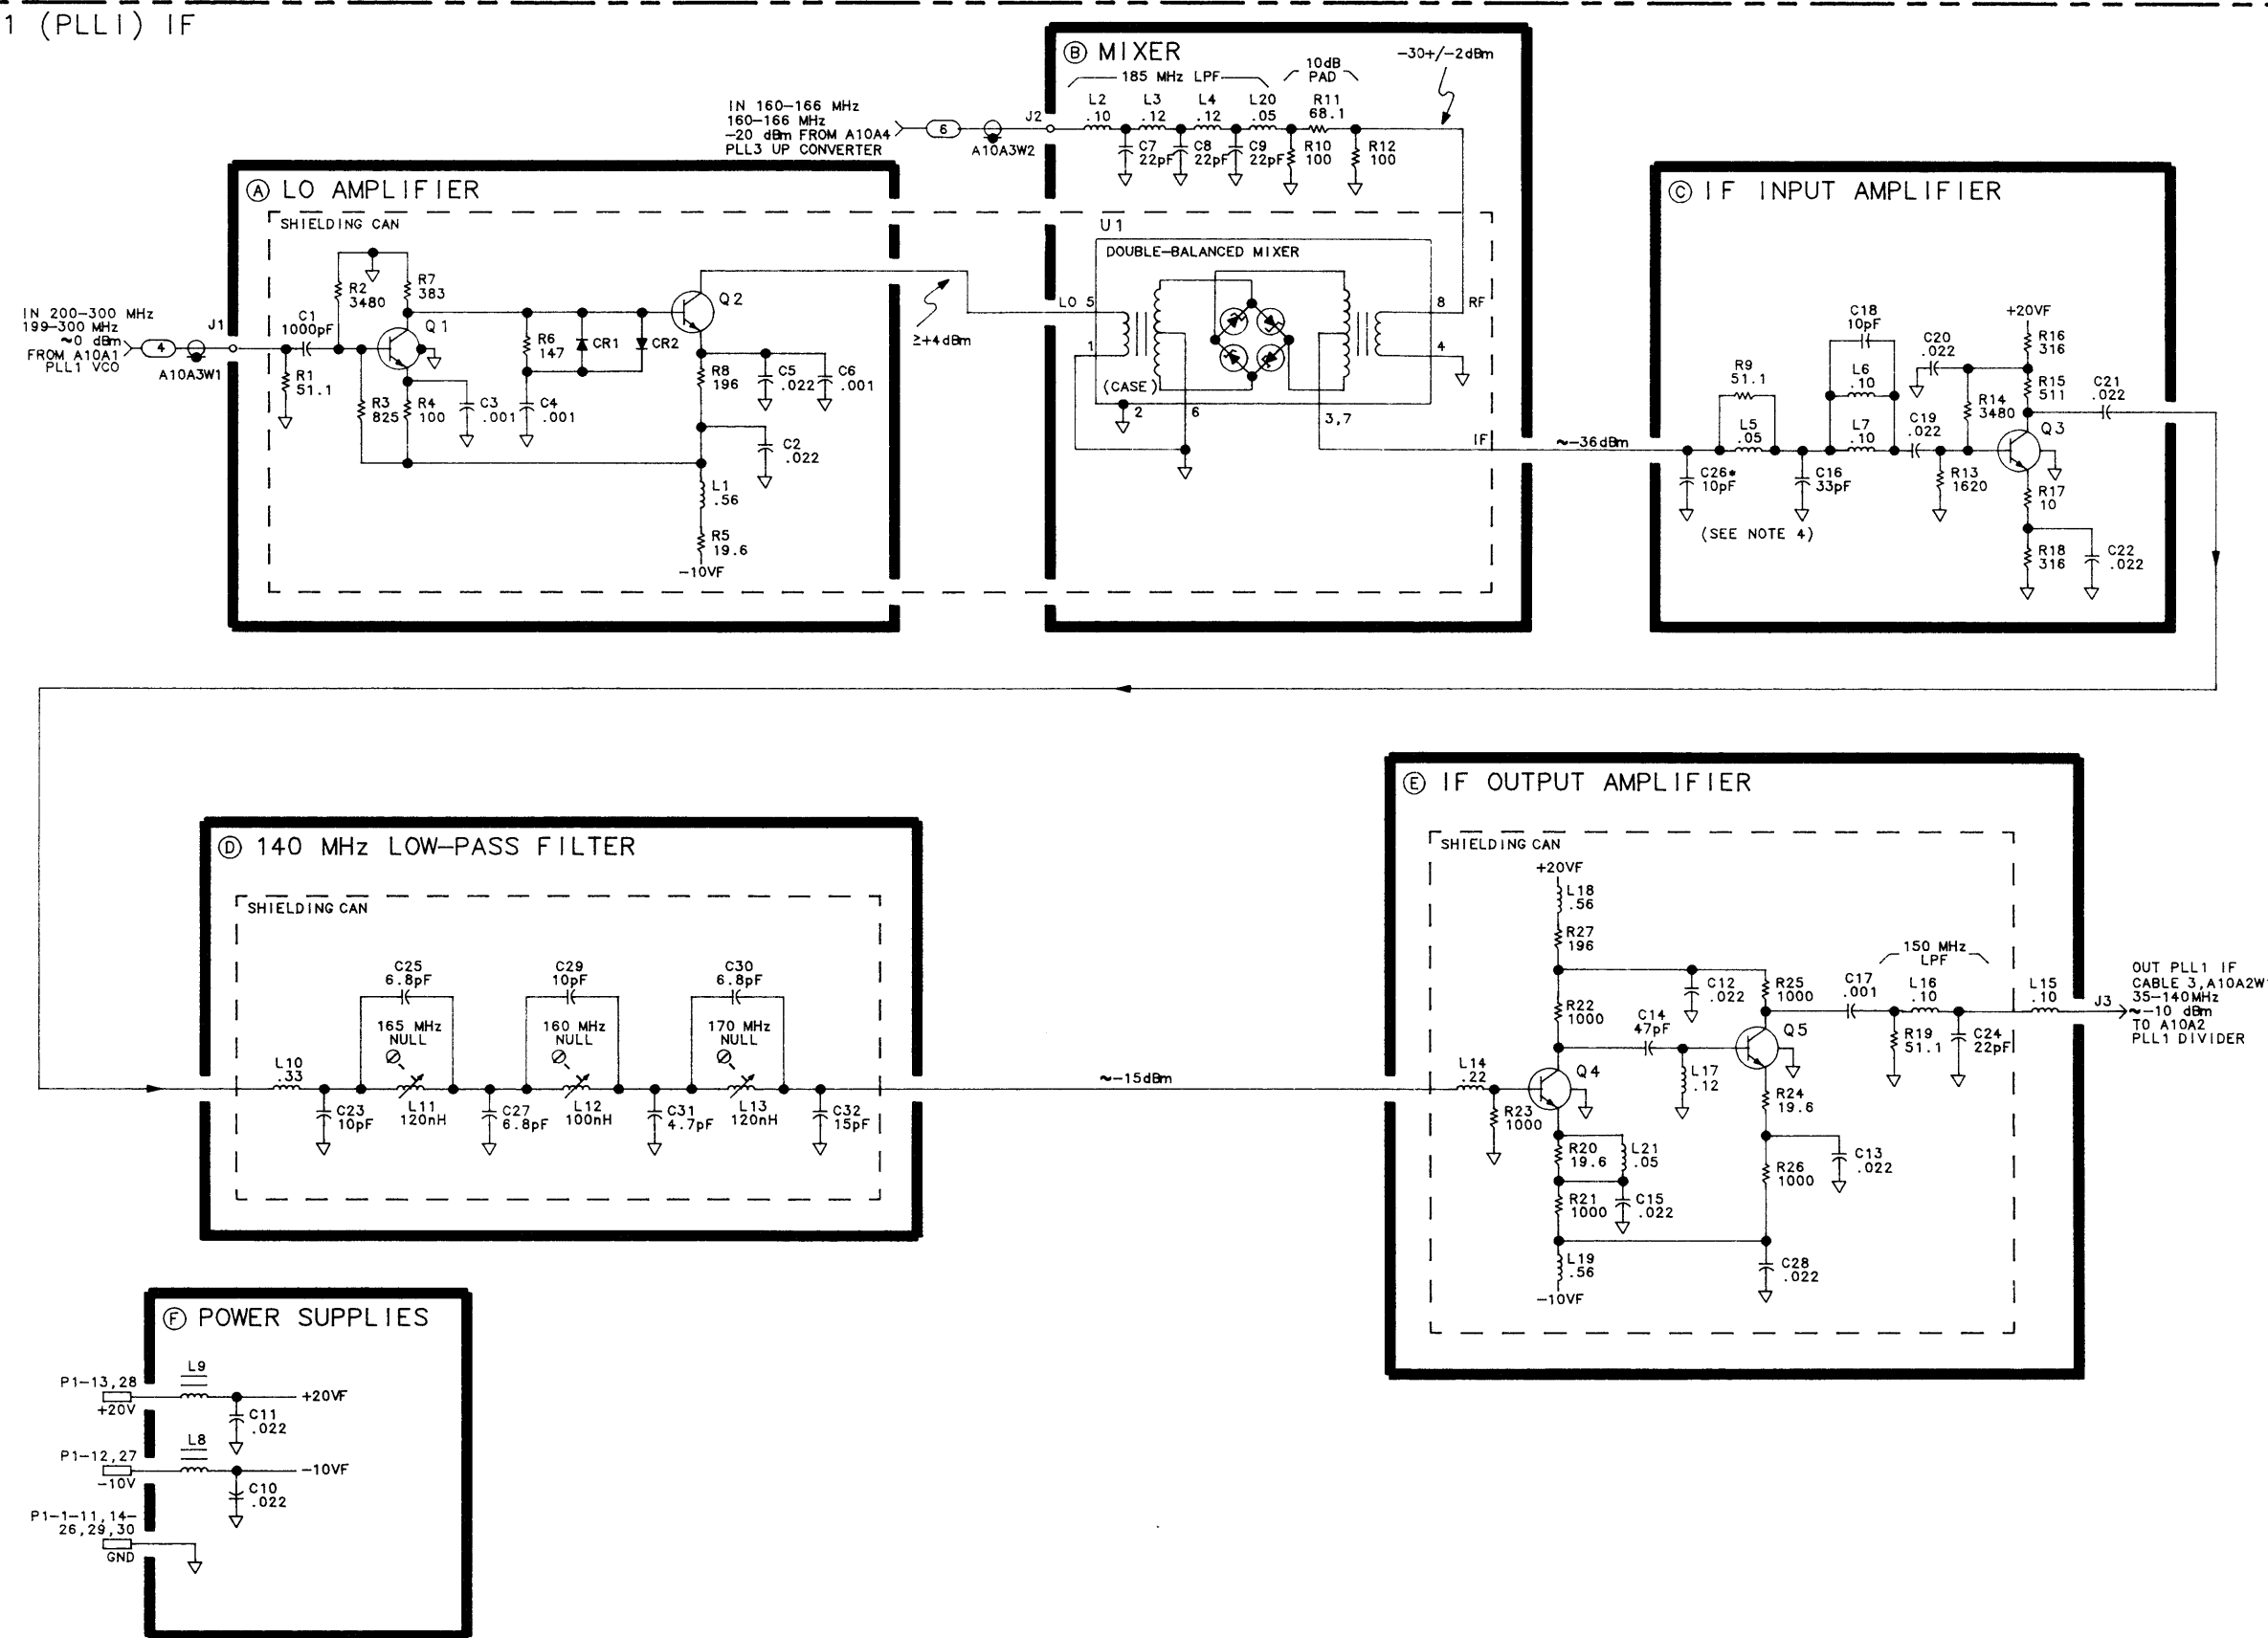 1 (PLL1) IF
Ⓑ MIXER
-30+/-2dBm
185 MHz LPF
10dB
PAD
IN 160-166 MHz
160-166 MHz
-20 dBm FROM A10A4
PLL3 UP CONVERTER
6
A10A3W2
J2
L2
.10
L3
.12
L4
.12
L20
.05
R11
68.1
C7
22pF
C8
22pF
C9
22pF
R10
100
R12
100
Ⓐ LO AMPLIFIER
SHIELDING CAN
IN 200-300 MHz
199-300 MHz
~0 dBm
FROM A10A1
PLL1 VCO
4
A10A3W1
J1
C1
1000pF
R1
51.1
R2
3480
R7
383
Q1
R3
825
R4
100
C3
.001
R6
147
C4
.001
CR1
CR2
Q2
R8
196
C5
.022
C6
.001
C2
.022
L1
.56
R5
19.6
-10VF
≥+4dBm
U1
DOUBLE-BALANCED MIXER
LO 5
1
(CASE)
2
6
3,7
8 RF
4
IF
~-36dBm
Ⓒ IF INPUT AMPLIFIER
R9
51.1
L5
.05
C26*
10pF
C16
33pF
(SEE NOTE 4)
C18
10pF
L6
.10
L7
.10
C20
.022
C19
.022
R13
1620
R14
3480
+20VF
R16
316
R15
511
C21
.022
Q3
R17
10
R18
316
C22
.022
Ⓓ 140 MHz LOW-PASS FILTER
SHIELDING CAN
C25
6.8pF
165 MHz
NULL
C29
10pF
160 MHz
NULL
C30
6.8pF
170 MHz
NULL
L10
.33
C23
10pF
L11
120nH
C27
6.8pF
L12
100nH
C31
4.7pF
L13
120nH
C32
15pF
~-15dBm
Ⓔ IF OUTPUT AMPLIFIER
SHIELDING CAN
+20VF
L18
.56
R27
196
R22
1000
C12
.022
R25
1000
C14
47pF
L17
.12
Q5
C17
.001
150 MHz
LPF
L16
.10
R19
51.1
C24
22pF
L15
.10
J3
OUT PLL1 IF
CABLE 3,A10A2W1
35-140MHz
~-10 dBm
TO A10A2
PLL1 DIVIDER
L14
.22
R23
1000
Q4
R20
19.6
L21
.05
R21
1000
C15
.022
R24
19.6
R26
1000
C13
.022
L19
.56
-10VF
C28
.022
Ⓕ POWER SUPPLIES
P1-13,28
+20V
L9
C11
.022
+20VF
P1-12,27
-10V
L8
C10
.022
-10VF
P1-1-11,14-
26,29,30
GND